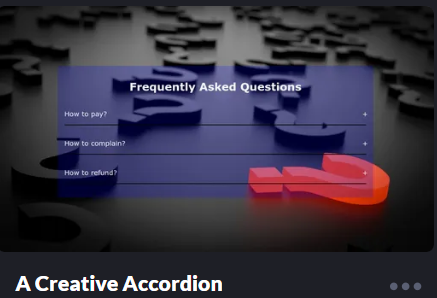 Frequently Asked Questions
How to pay? +
How to complain? +
How to refund? +
A Creative Accordion